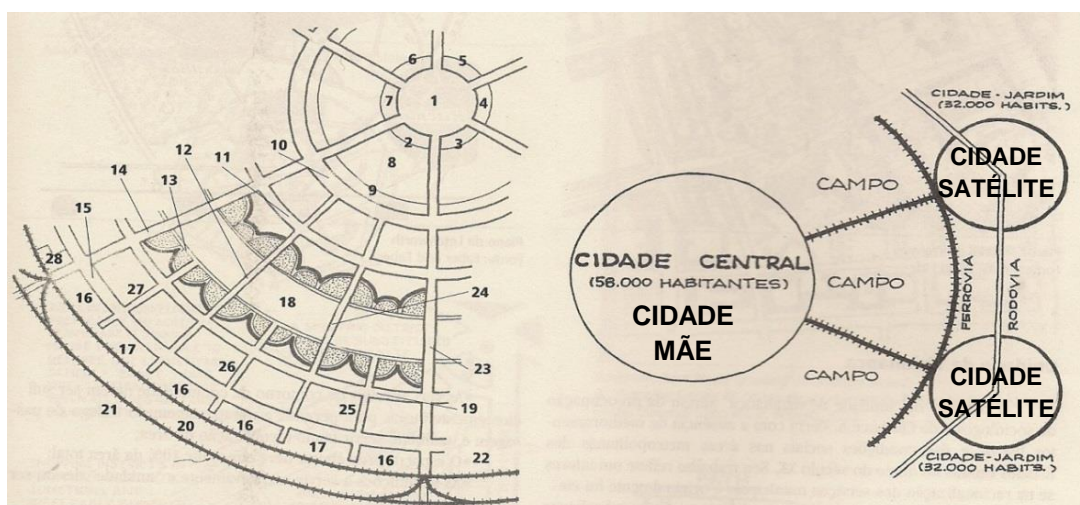 6
5
7
1
4
2
3
8
9
10
11
12
13
14
15
28
16
27
18
24
17
26
23
19
16
25
21
20
16
17
16
22
CIDADE - JARDIM
(32.000 HABITS.)
CIDADE
SATÉLITE
CAMPO
CIDADE CENTRAL
(58.000 HABITANTES)
CIDADE
MÃE
CAMPO
FERROVIA
RODOVIA
CAMPO
CIDADE
SATÉLITE
CIDADE - JARDIM
(32.000 HABITS.)